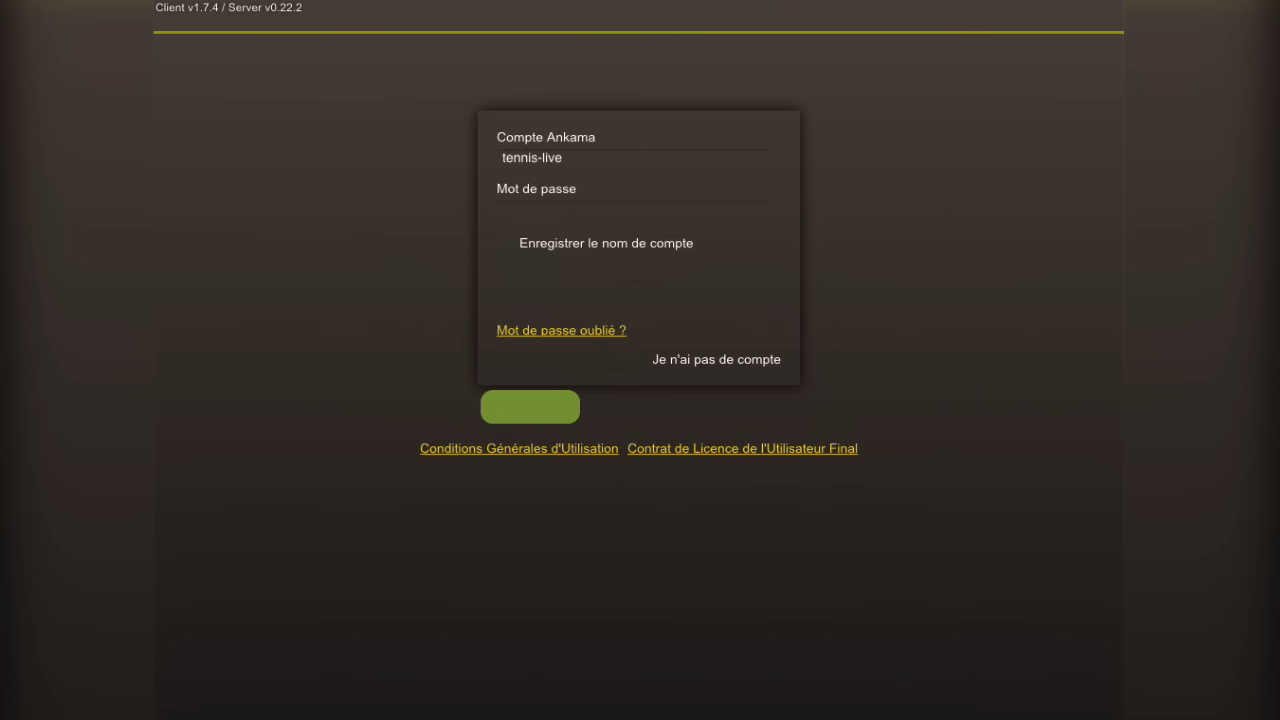 Client v1.7.4 / Server v0.22.2
Compte Ankama
tennis-live
Mot de passe
Enregistrer le nom de compte
Mot de passe oublié ?
Je n'ai pas de compte
Conditions Générales d'Utilisation Contrat de Licence de l'Utilisateur Final